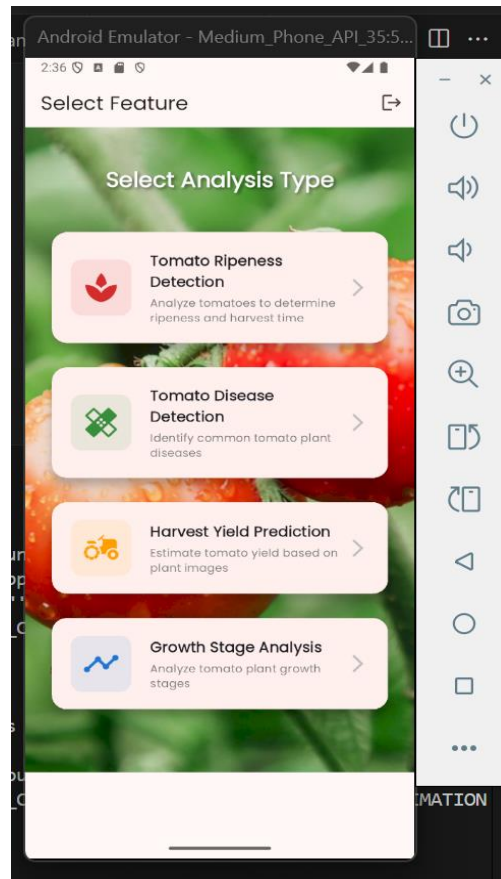 Android Emulator - Medium_Phone_API_35:5...
2:36
Select Feature
Select Analysis Type
Tomato Ripeness
Detection
Analyze tomatoes to determine
ripeness and harvest time
Tomato Disease
Detection
Identify common tomato plant
diseases
Harvest Yield Prediction
Estimate tomato yield based on
plant images
Growth Stage Analysis
Analyze tomato plant growth
stages
IMATION